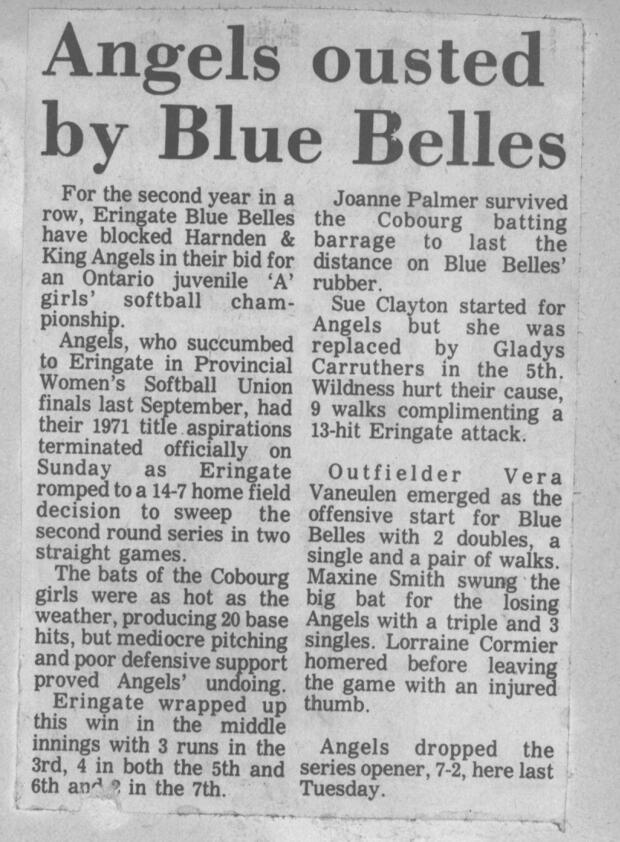 Angels ousted
by Blue Belles
For the second year in a
row, Eringate Blue Belles
have blocked Harnden &
King Angels in their bid for
an Ontario juvenile 'A'
girls' softball cham-
pionship.
Angels, who succumbed
to Eringate in Provincial
Women's Softball Union
finals last September, had
their 1971 title aspirations
terminated officially on
Sunday as Eringate
romped to a 14-7 home field
decision to sweep the
second round series in two
straight games.
The bats of the Cobourg
girls were as hot as the
weather, producing 20 base
hits, but mediocre pitching
and poor defensive support
proved Angels' undoing.
Eringate wrapped up
this win in the middle
innings with 3 runs in the
3rd, 4 in both the 5th and
6th and in the 7th.
Joanne Palmer survived
the Cobourg batting
barrage to last the
distance on Blue Belles'
rubber.
Sue Clayton started for
Angels but she was
replaced by Gladys
Carruthers in the 5th.
Wildness hurt their cause,
9 walks complimenting a
13-hit Eringate attack.
Outfielder Vera
Vaneulen emerged as the
offensive start for Blue
Belles with 2 doubles, a
single and a pair of walks.
Maxine Smith swung the
big bat for the losing
Angels with a triple and 3
singles. Lorraine Cormier
homered before leaving
the game with an injured
thumb.
Angels dropped the
series opener, 7-2, here last
Tuesday.